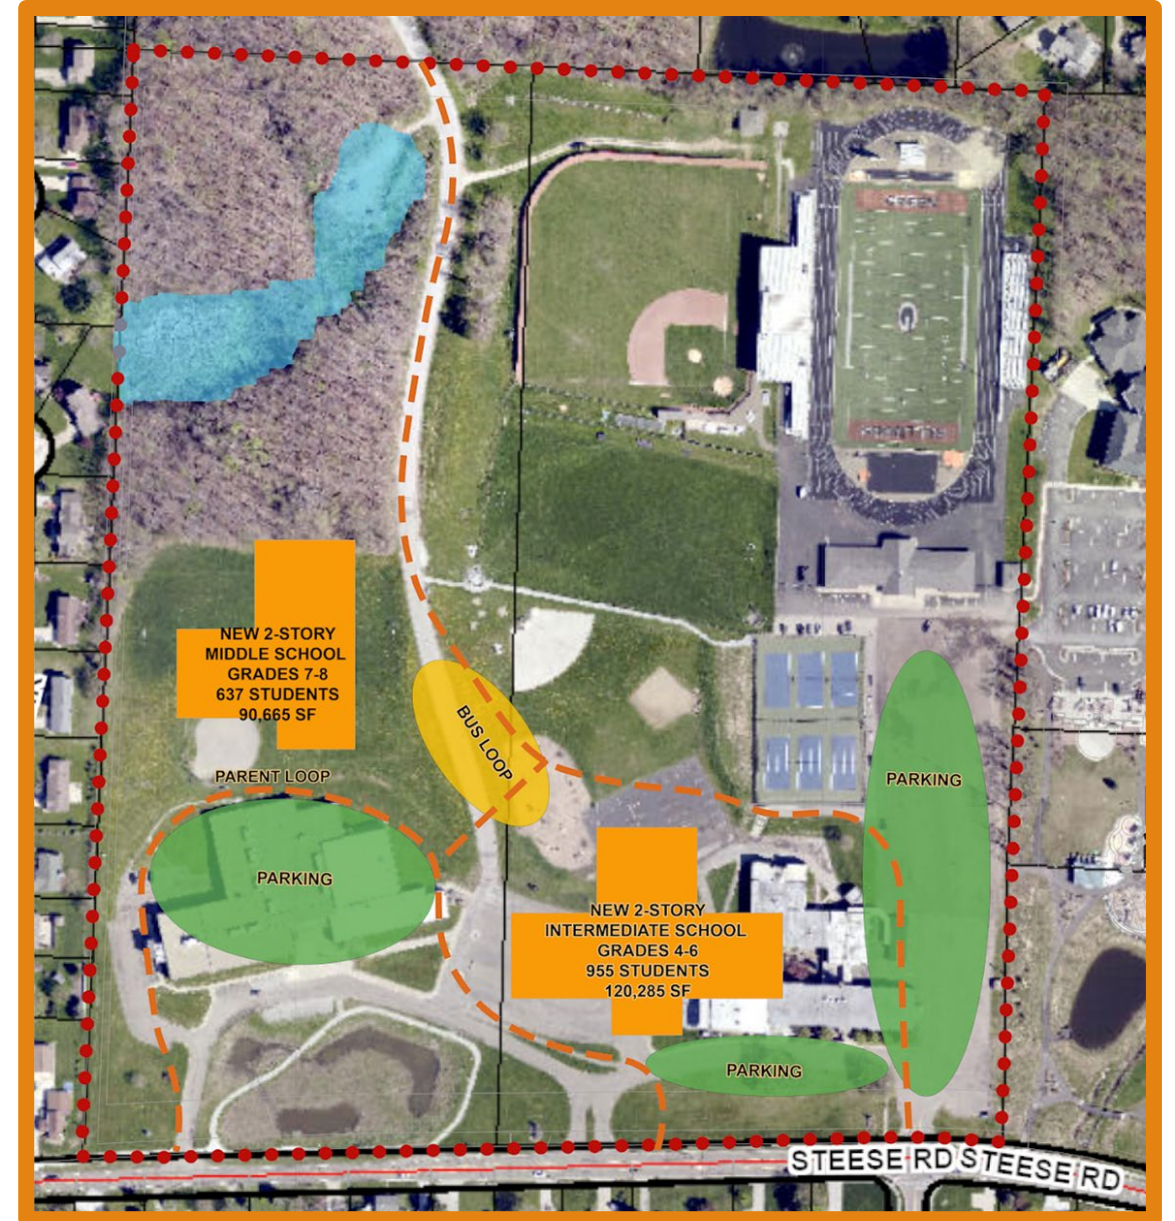 NEW 2-STORY
MIDDLE SCHOOL
GRADES 7-8
637 STUDENTS
90,665 SF
BUS LOOP
PARENT LOOP
PARKING
PARKING
NEW 2-STORY
INTERMEDIATE SCHOOL
GRADES 4-6
955 STUDENTS
120,285 SF
PARKING
STEESE RD STEESE RD